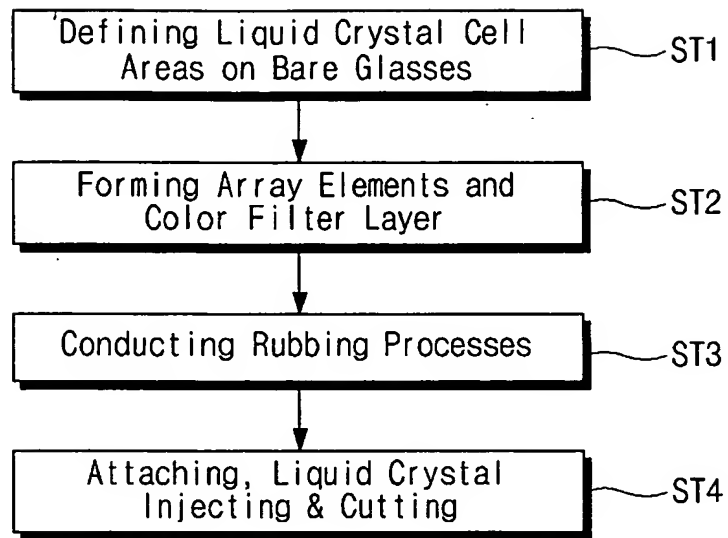 Defining Liquid Crystal Cell
Areas on Bare Glasses
ST1
Forming Array Elements and
Color Filter Layer
ST2
Conducting Rubbing Processes
ST3
Attaching, Liquid Crystal
Injecting & Cutting
ST4